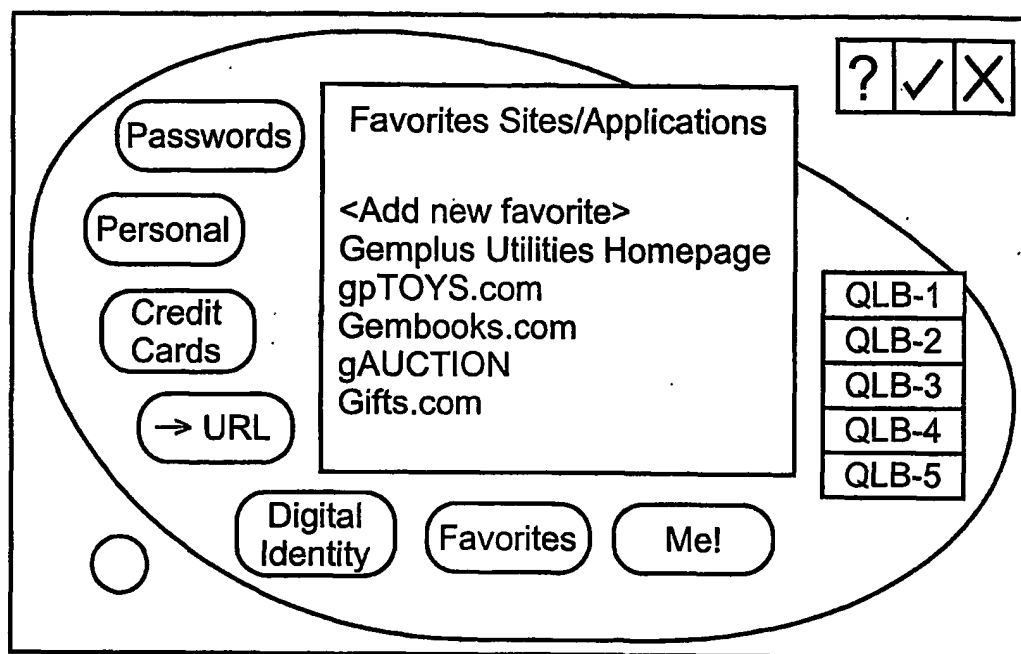 ? ✓ X
Passwords
Personal
Credit
Cards
→ URL
Favorites Sites/Applications
<Add new favorite>
Gemplus Utilities Homepage
gpTOYS.com
Gembooks.com
gAUCTION
Gifts.com
QLB-1
QLB-2
QLB-3
QLB-4
QLB-5
Digital
Identity
Favorites
Me!